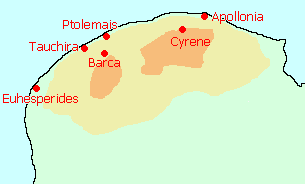 Apollonia
Ptolemais
Cyrene
Tauchira
Barca
Euhesperides